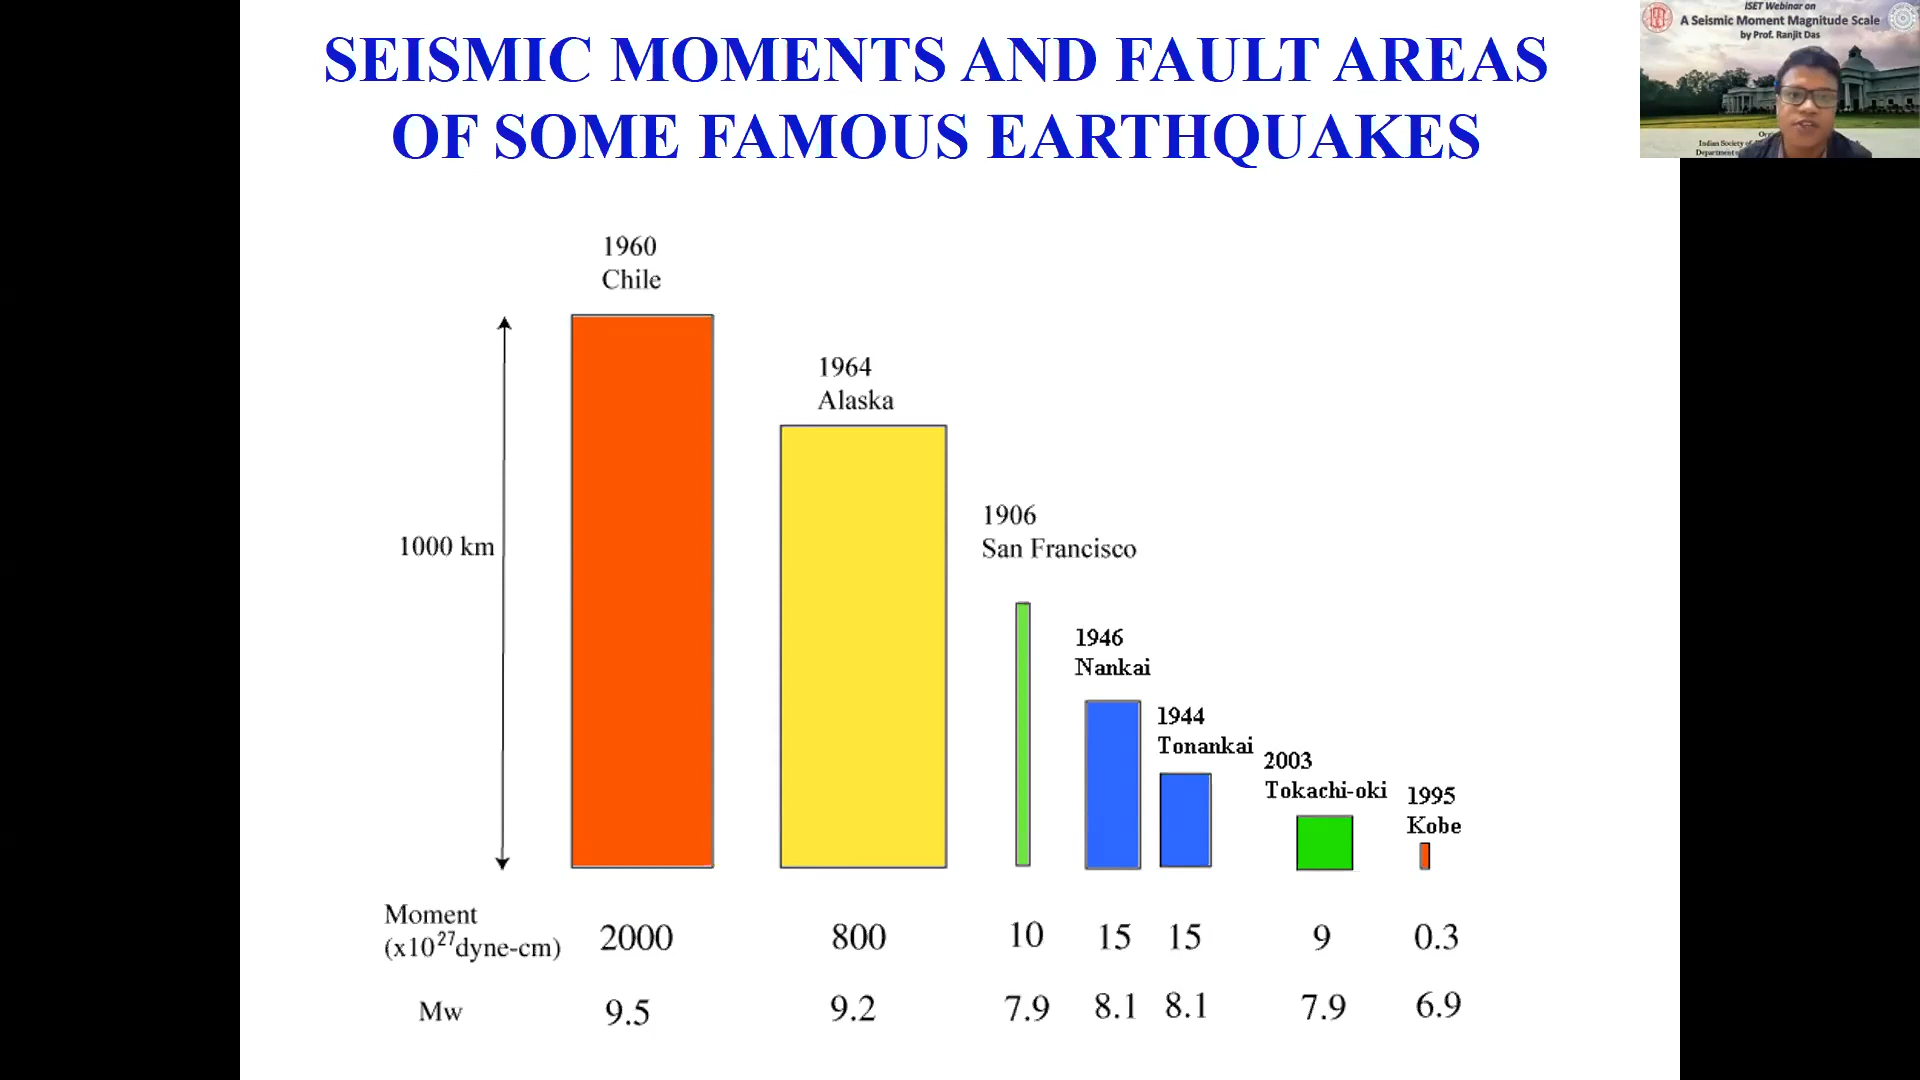 SEISMIC MOMENTS AND FAULT AREAS
OF SOME FAMOUS EARTHQUAKES
ISET Webinar on
A Seismic Moment Magnitude Scale
by Prof. Ranjit Das
Indian Society
Department
1960
Chile
1964
Alaska
1000 km
1906
San Francisco
1946
Nankai
1944
Tonankai
2003
Tokachi-oki
1995
Kobe
Moment
(x10²⁷dyne-cm) 2000 800 10 15 15 9 0.3
Mw 9.5 9.2 7.9 8.1 8.1 7.9 6.9